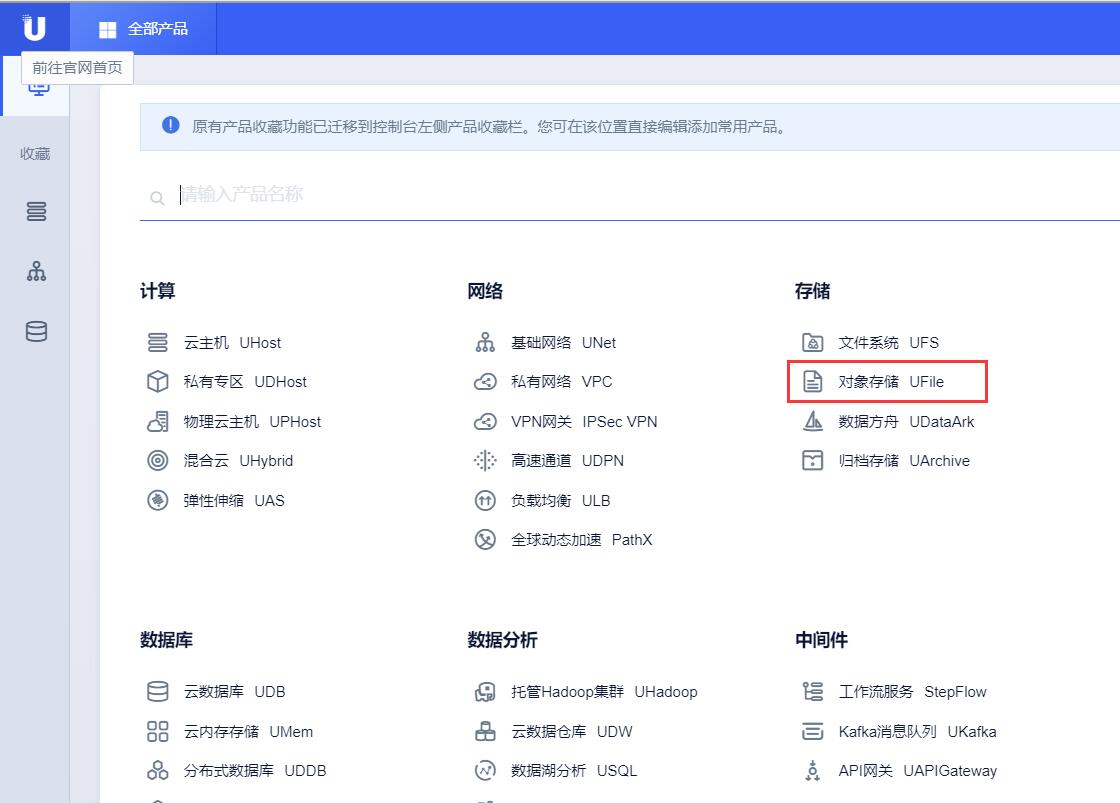 U
全部产品
前往官网首页
原有产品收藏功能已迁移到控制台左侧产品收藏栏。您可在该位置直接编辑添加常用产品。
收藏
请输入产品名称
计算
云主机 UHost
私有专区 UDHost
物理云主机 UPHost
混合云 UHybrid
弹性伸缩 UAS
网络
基础网络 UNet
私有网络 VPC
VPN网关 IPSec VPN
高速通道 UDPN
负载均衡 ULB
全球动态加速 PathX
存储
文件系统 UFS
对象存储 UFile
数据方舟 UDataArk
归档存储 UArchive
数据库
云数据库 UDB
云内存存储 UMem
分布式数据库 UDDB
数据分析
托管Hadoop集群 UHadoop
云数据仓库 UDW
数据湖分析 USQL
中间件
工作流服务 StepFlow
Kafka消息队列 UKafka
API网关 UAPIGateway